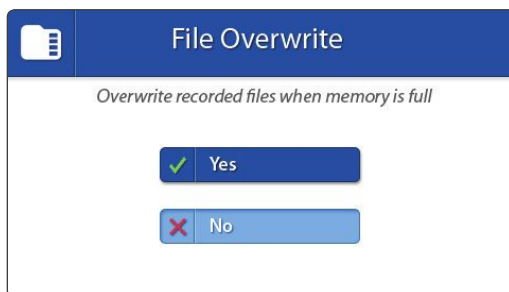 File Overwrite
Overwrite recorded files when memory is full
Yes
No